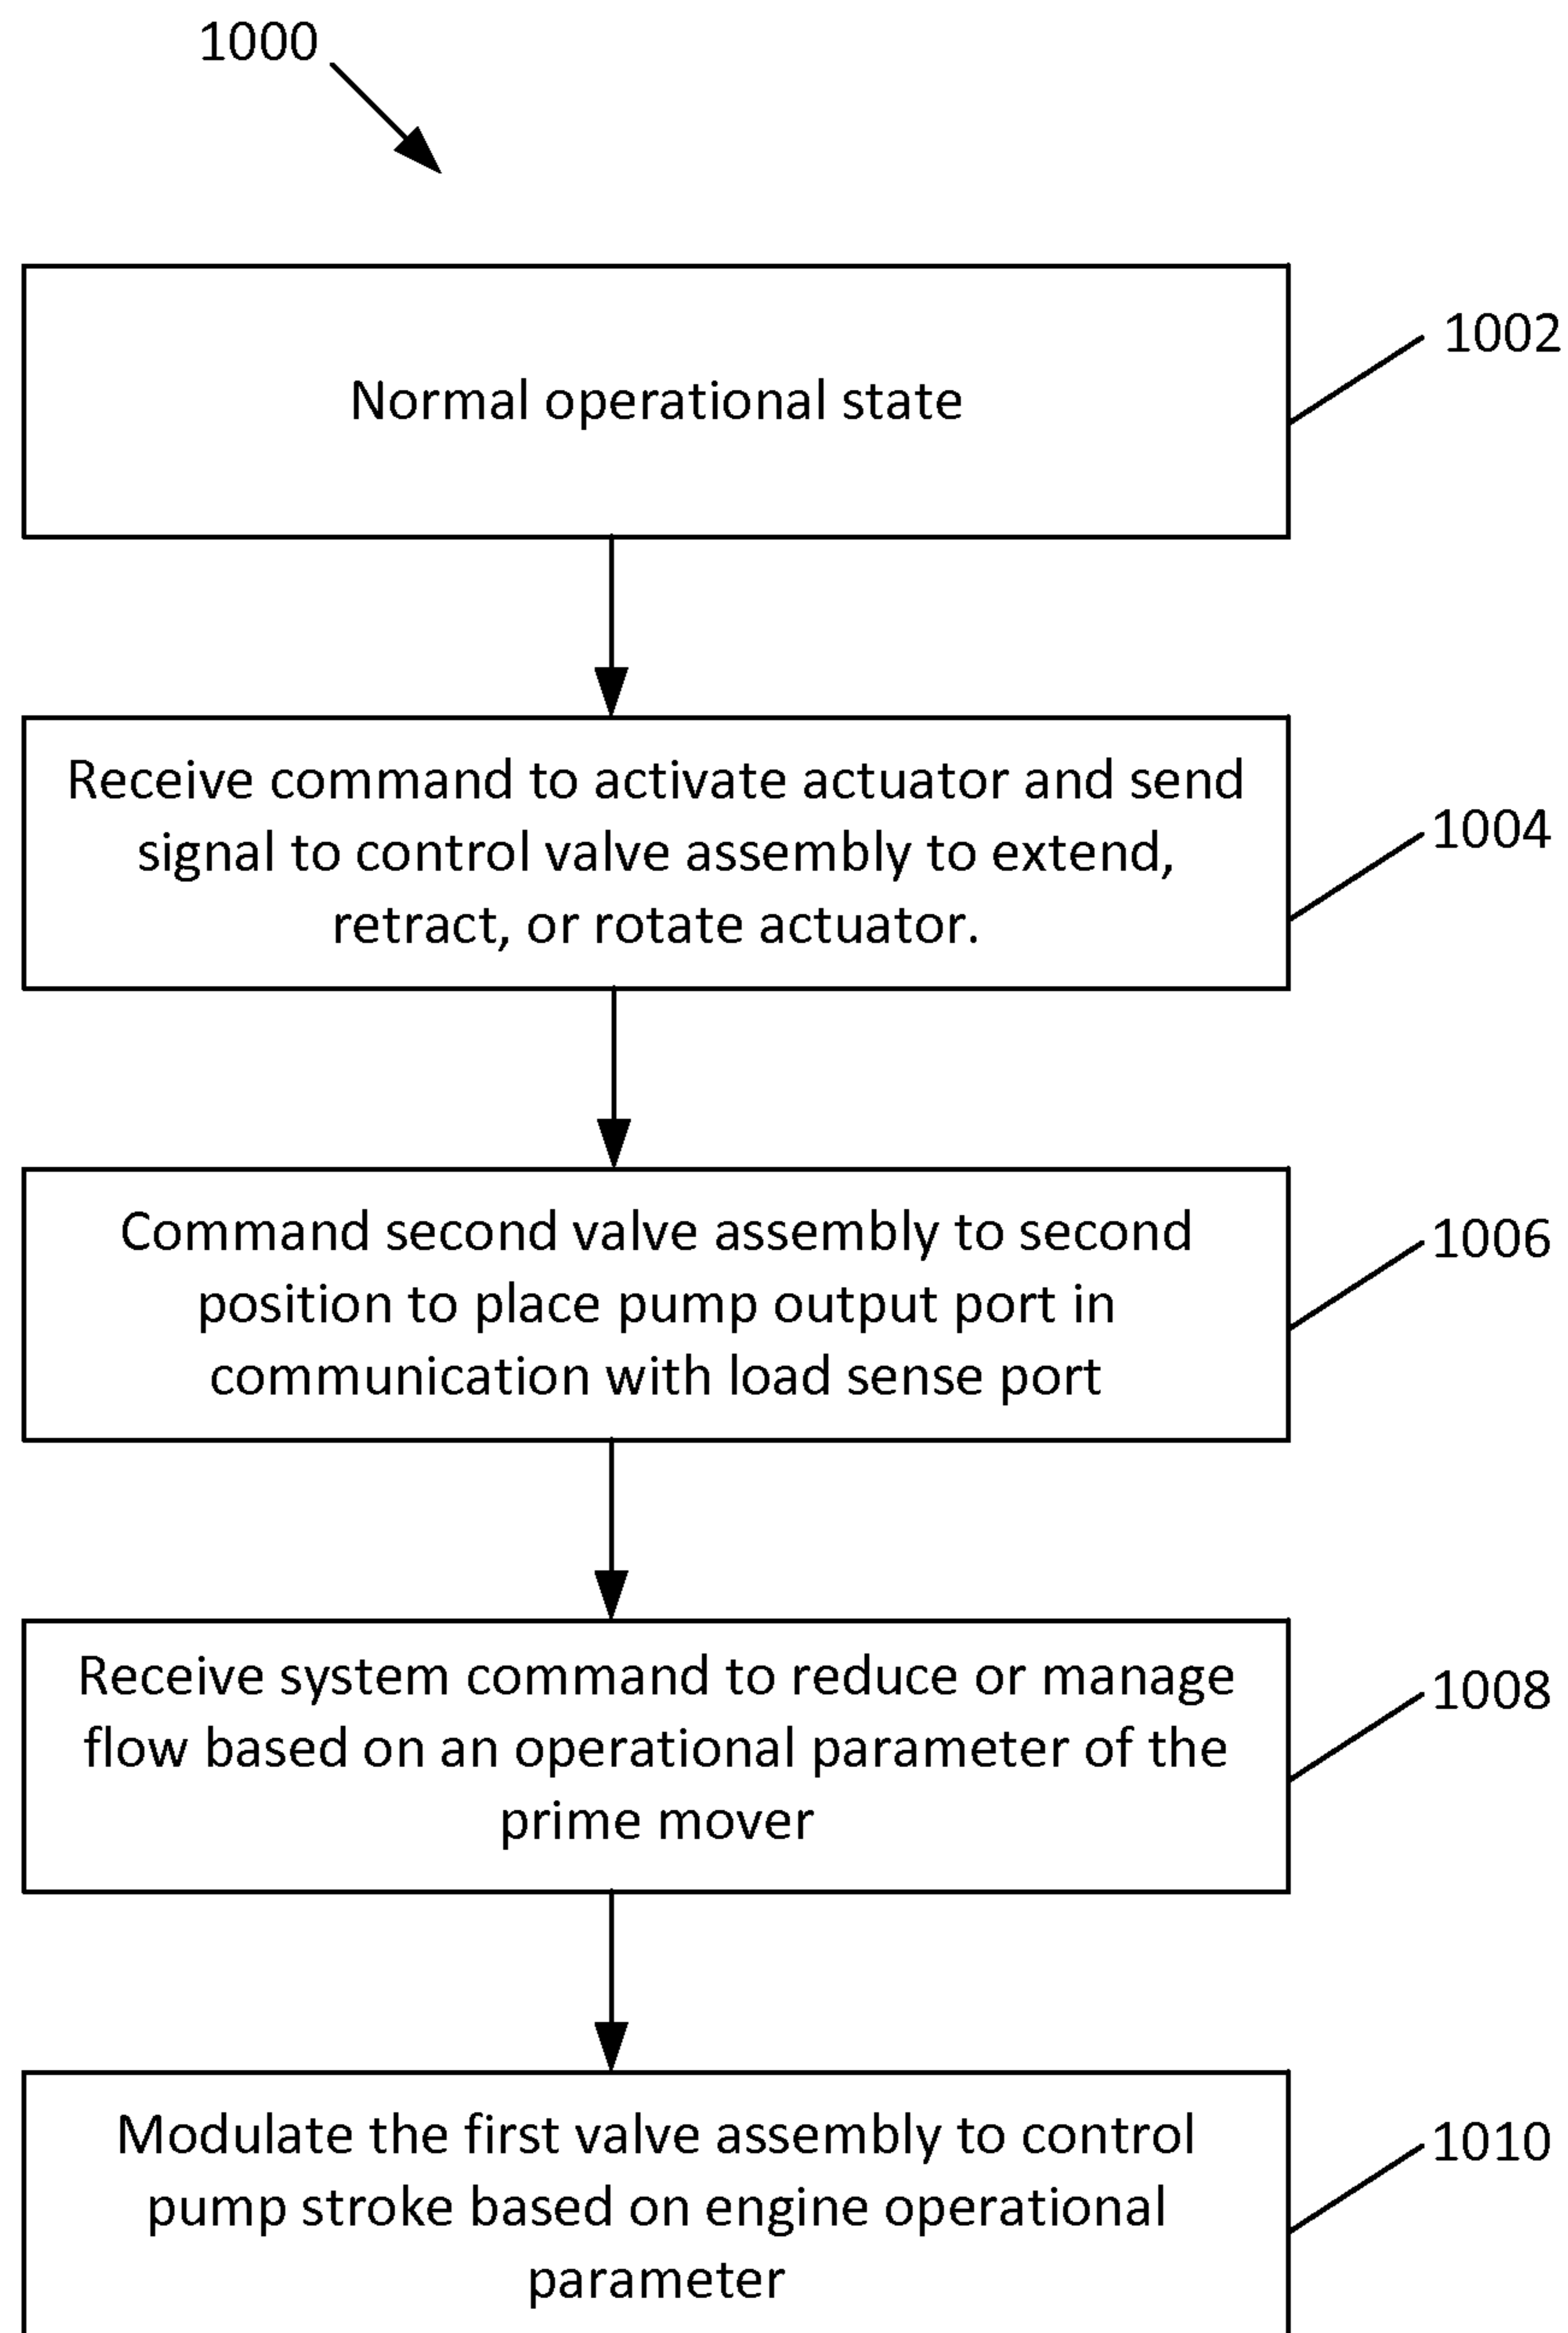 1000
1002
Normal operational state
Receive command to activate actuator and send
signal to control valve assembly to extend,
retract, or rotate actuator.
1004
Command second valve assembly to second
position to place pump output port in
communication with load sense port
1006
Receive system command to reduce or manage
flow based on an operational parameter of the
prime mover
1008
Modulate the first valve assembly to control
pump stroke based on engine operational
parameter
1010